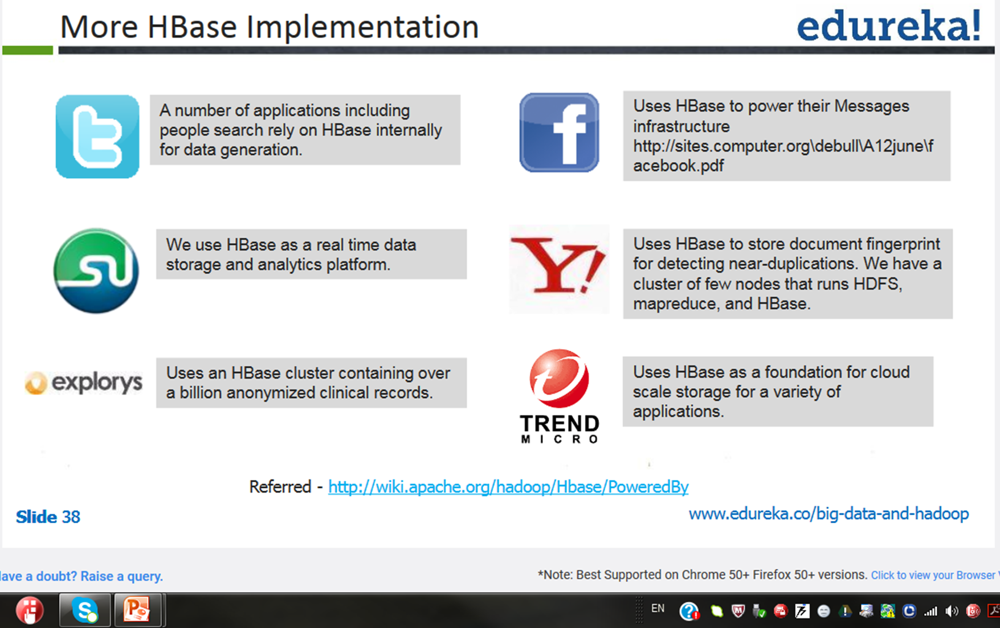 More HBase Implementation
edureka!
A number of applications including
people search rely on HBase internally
for data generation.
Uses HBase to power their Messages
infrastructure
http://sites.computer.org\debull\A12june\f
acebook.pdf
We use HBase as a real time data
storage and analytics platform.
Y!
Uses HBase to store document fingerprint
for detecting near-duplications. We have a
cluster of few nodes that runs HDFS,
mapreduce, and HBase.
explorys
Uses an HBase cluster containing over
a billion anonymized clinical records.
TREND
MICRO
Uses HBase as a foundation for cloud
scale storage for a variety of
applications.
Referred - http://wiki.apache.org/hadoop/Hbase/PoweredBy
Slide 38
www.edureka.co/big-data-and-hadoop
ave a doubt? Raise a query.
*Note: Best Supported on Chrome 50+ Firefox 50+ versions. Click to view your Browser
EN